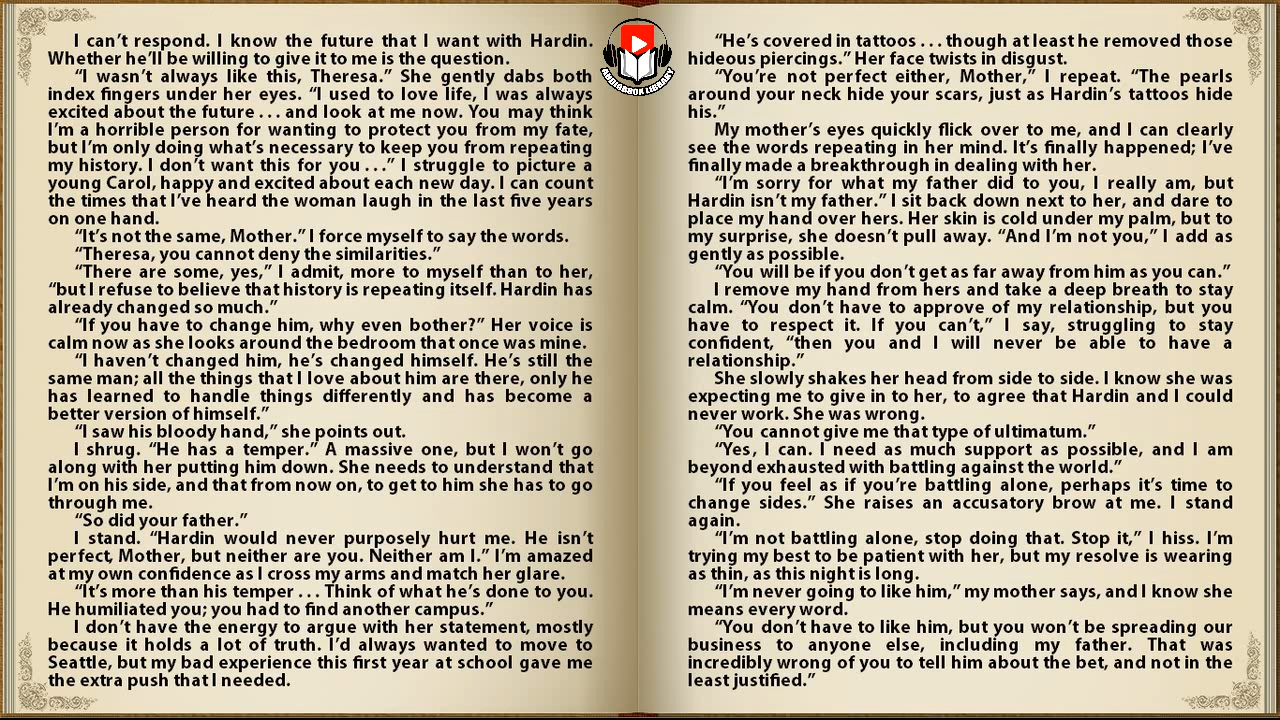 I can’t respond. I know the future that I want with Hardin.
Whether he’ll be willing to give it to me is the question.
“I wasn’t always like this, Theresa.” She gently dabs both
index fingers under her eyes. “I used to love life, I was always
excited about the future . . . and look at me now. You may think
I’m a horrible person for wanting to protect you from my fate,
but I’m only doing what’s necessary to keep you from repeating
my history. I don’t want this for you . . .” I struggle to picture a
young Carol, happy and excited about each new day. I can count
the times that I’ve heard the woman laugh in the last five years
on one hand.
“It’s not the same, Mother.” I force myself to say the words.
“Theresa, you cannot deny the similarities.”
“There are some, yes,” I admit, more to myself than to her,
“but I refuse to believe that history is repeating itself. Hardin has
already changed so much.”
“If you have to change him, why even bother?” Her voice is
calm now as she looks around the bedroom that once was mine.
“I haven’t changed him, he’s changed himself. He’s still the
same man; all the things that I love about him are there, only he
has learned to handle things differently and has become a
better version of himself.”
“I saw his bloody hand,” she points out.
I shrug. “He has a temper.” A massive one, but I won’t go
along with her putting him down. She needs to understand that
I’m on his side, and that from now on, to get to him she has to go
through me.
“So did your father.”
I stand. “Hardin would never purposely hurt me. He isn’t
perfect, Mother, but neither are you. Neither am I.” I’m amazed
at my own confidence as I cross my arms and match her glare.
“It’s more than his temper . . . Think of what he’s done to you.
He humiliated you; you had to find another campus.”
I don’t have the energy to argue with her statement, mostly
because it holds a lot of truth. I’d always wanted to move to
Seattle, but my bad experience this first year at school gave me
the extra push that I needed.
AUDIOBOOK LIBRARY
“He’s covered in tattoos . . . though at least he removed those
hideous piercings.” Her face twists in disgust.
“You’re not perfect either, Mother,” I repeat. “The pearls
around your neck hide your scars, just as Hardin’s tattoos hide
his.”
My mother’s eyes quickly flick over to me, and I can clearly
see the words repeating in her mind. It’s finally happened; I’ve
finally made a breakthrough in dealing with her.
“I’m sorry for what my father did to you, I really am, but
Hardin isn’t my father.” I sit back down next to her, and dare to
place my hand over hers. Her skin is cold under my palm, but to
my surprise, she doesn’t pull away. “And I’m not you,” I add as
gently as possible.
“You will be if you don’t get as far away from him as you can.”
I remove my hand from hers and take a deep breath to stay
calm. “You don’t have to approve of my relationship, but you
have to respect it. If you can’t,” I say, struggling to stay
confident, “then you and I will never be able to have a
relationship.”
She slowly shakes her head from side to side. I know she was
expecting me to give in to her, to agree that Hardin and I could
never work. She was wrong.
“You cannot give me that type of ultimatum.”
“Yes, I can. I need as much support as possible, and I am
beyond exhausted with battling against the world.”
“If you feel as if you’re battling alone, perhaps it’s time to
change sides.” She raises an accusatory brow at me. I stand
again.
“I’m not battling alone, stop doing that. Stop it,” I hiss. I’m
trying my best to be patient with her, but my resolve is wearing
as thin, as this night is long.
“I’m never going to like him,” my mother says, and I know she
means every word.
“You don’t have to like him, but you won’t be spreading our
business to anyone else, including my father. That was
incredibly wrong of you to tell him about the bet, and not in the
least justified.”